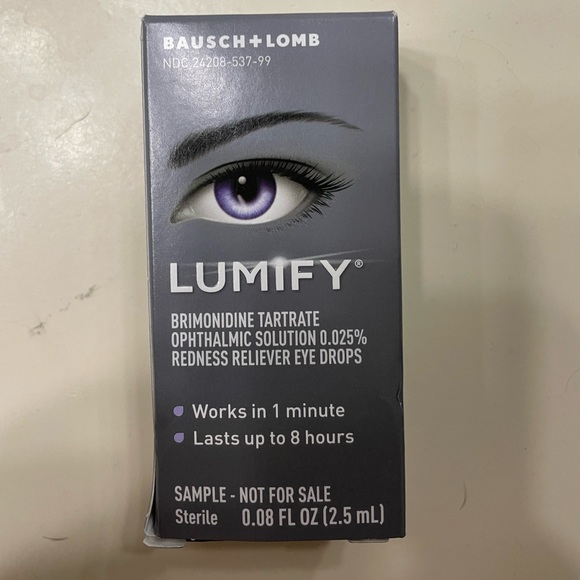 BAUSCH+LOMB
NDC 24208-537-99
LUMIFY®
BRIMONIDINE TARTRATE
OPHTHALMIC SOLUTION 0.025%
REDNESS RELIEVER EYE DROPS
Works in 1 minute
Lasts up to 8 hours
SAMPLE - NOT FOR SALE
Sterile 0.08 FL OZ (2.5 mL)